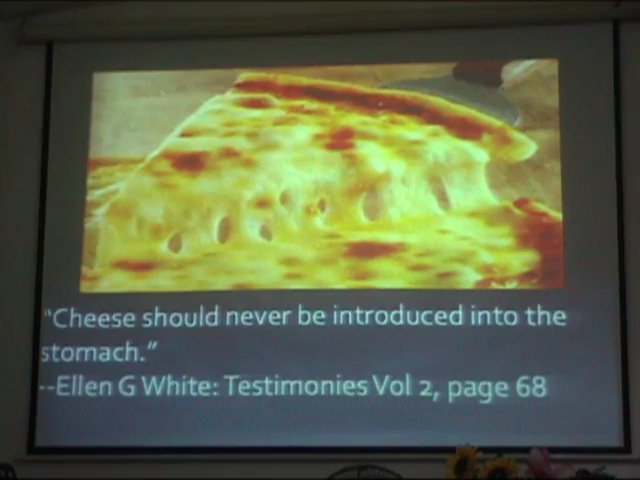 "Cheese should never be introduced into the
stomach."
--Ellen G White: Testimonies Vol 2, page 68